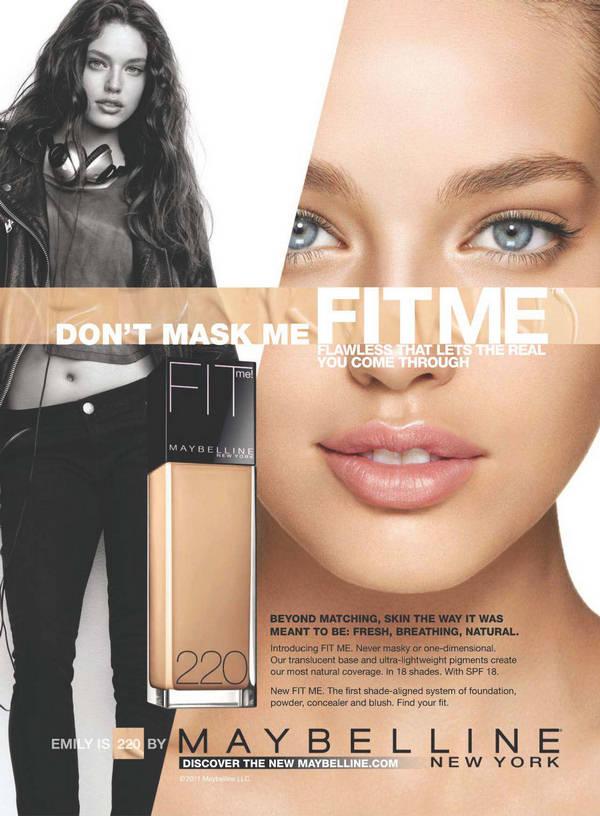 DON'T MASK ME
FIT ME™
FLAWLESS THAT LETS THE REAL
YOU COME THROUGH
FIT me!
MAYBELLINE
NEW YORK
220
BEYOND MATCHING, SKIN THE WAY IT WAS
MEANT TO BE: FRESH, BREATHING, NATURAL.
Introducing FIT ME. Never masky or one-dimensional.
Our translucent base and ultra-lightweight pigments create
our most natural coverage. In 18 shades. With SPF 18.
New FIT ME. The first shade-aligned system of foundation,
powder, concealer and blush. Find your fit.
EMILY IS 220 BY MAYBELLINE
DISCOVER THE NEW MAYBELLINE.COM NEW YORK
©2011 Maybelline LLC.